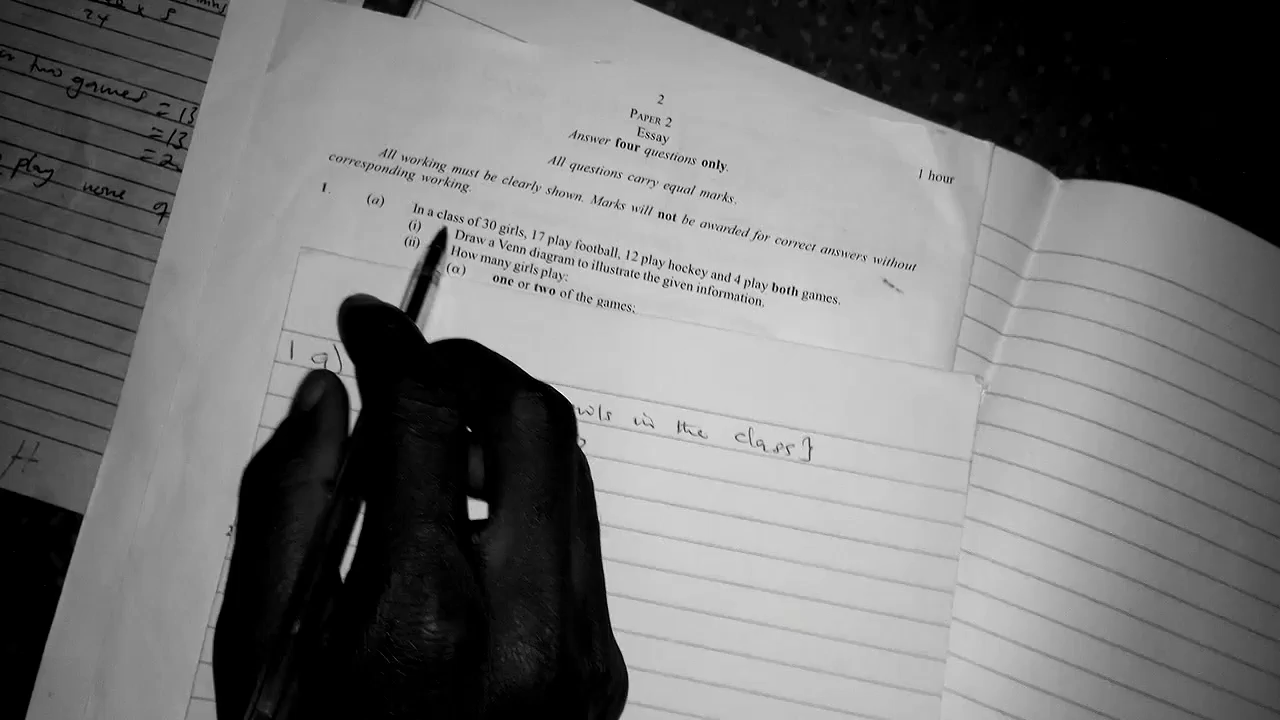 two games = 13
= 13
play none of
H
2
PAPER 2
Essay
1 hour
Answer four questions only.
All questions carry equal marks.
All working must be clearly shown. Marks will not be awarded for correct answers without
corresponding working.
1. (a) In a class of 30 girls, 17 play football, 12 play hockey and 4 play both games.
(i) Draw a Venn diagram to illustrate the given information.
(ii) How many girls play:
(α) one or two of the games;
1 a)
in the class}